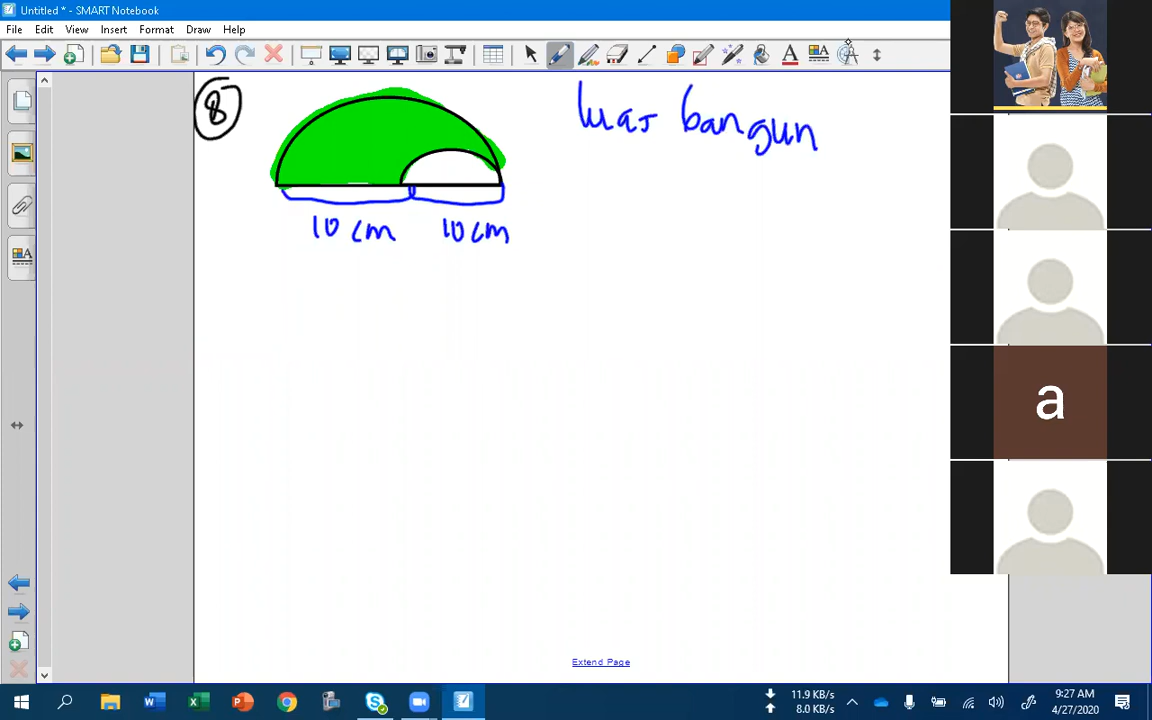 Untitled * - SMART Notebook
File Edit View Insert Format Draw Help
8
luas bangun
10 cm 10 cm
a
Extend Page
11.9 KB/s
8.0 KB/s
9:27 AM
4/27/2020